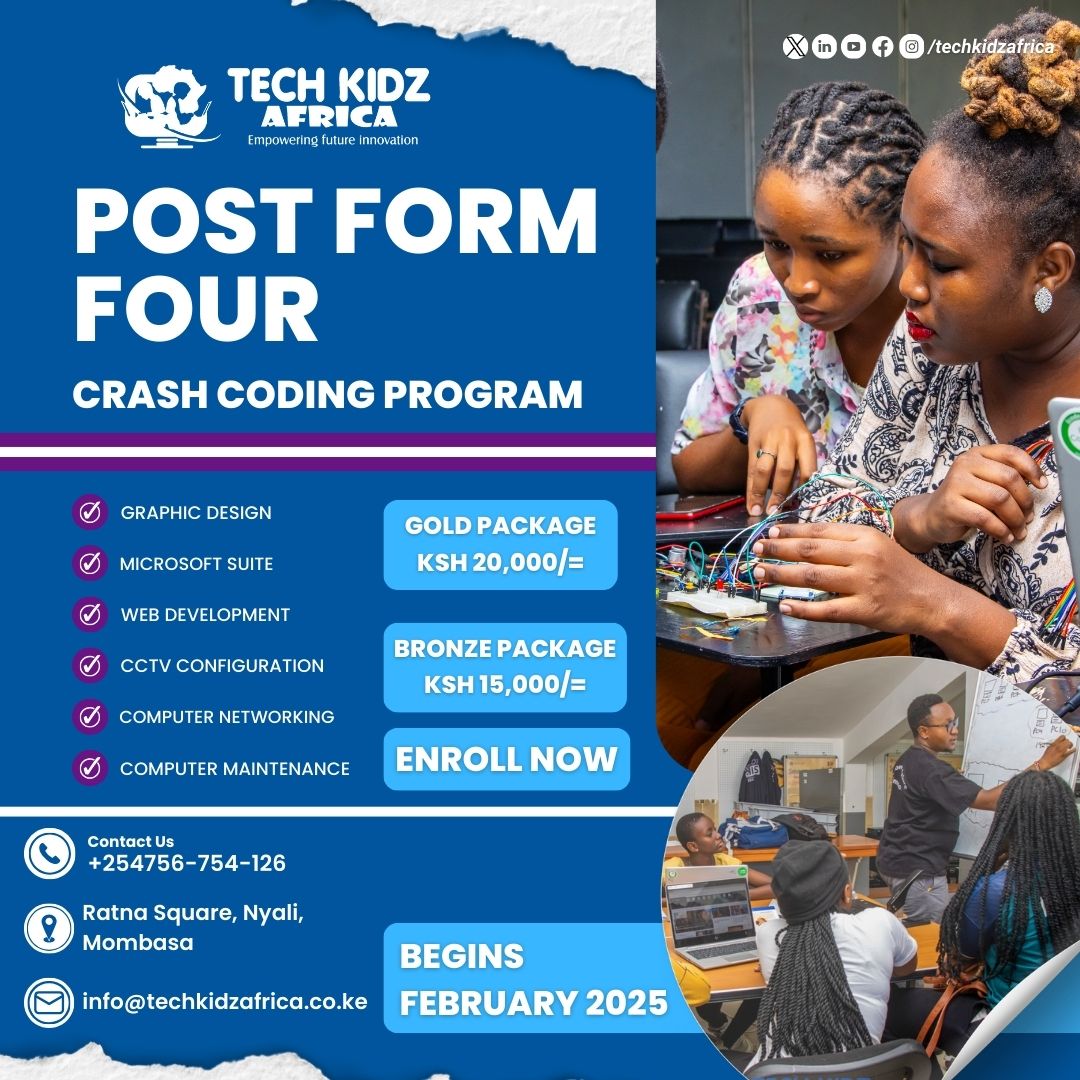 /techkidzafrica
TECH KIDZ
AFRICA
Empowering future innovation
POST FORM
FOUR
CRASH CODING PROGRAM
GRAPHIC DESIGN
MICROSOFT SUITE
WEB DEVELOPMENT
CCTV CONFIGURATION
COMPUTER NETWORKING
COMPUTER MAINTENANCE
GOLD PACKAGE
KSH 20,000/=
BRONZE PACKAGE
KSH 15,000/=
ENROLL NOW
Contact Us
+254756-754-126
Ratna Square, Nyali,
Mombasa
info@techkidzafrica.co.ke
BEGINS
FEBRUARY 2025